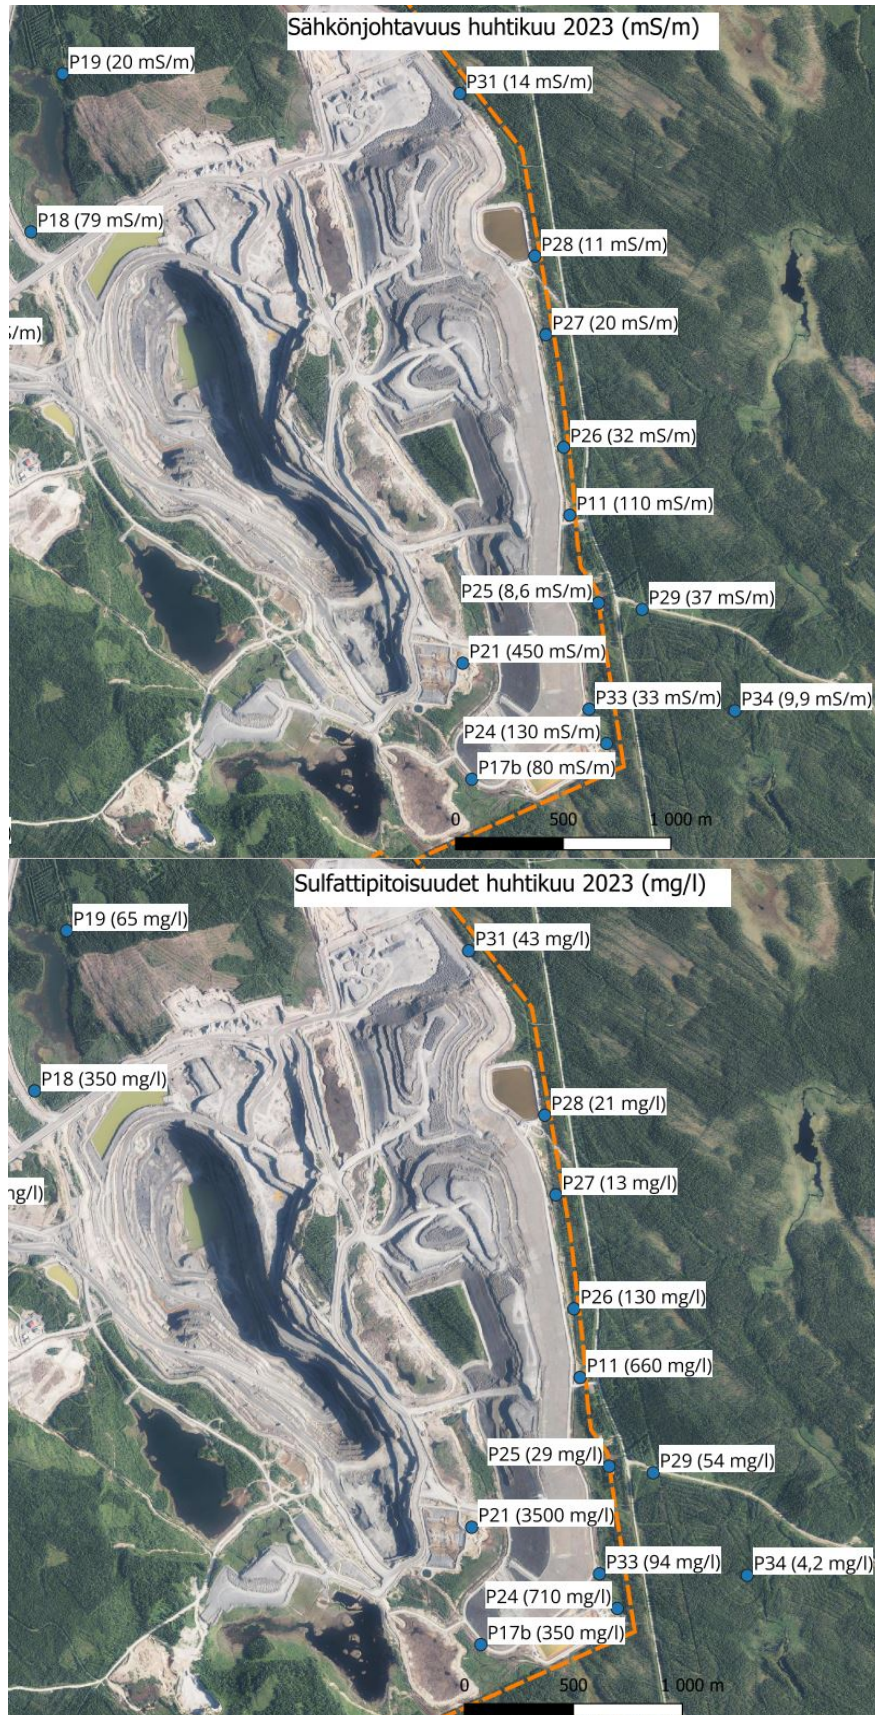 Sähkönjohtavuus huhtikuu 2023 (mS/m)
P19 (20 mS/m)
P31 (14 mS/m)
P18 (79 mS/m)
P28 (11 mS/m)
P27 (20 mS/m)
S/m)
P26 (32 mS/m)
P11 (110 mS/m)
P25 (8,6 mS/m)
P29 (37 mS/m)
P21 (450 mS/m)
P33 (33 mS/m)
P34 (9,9 mS/m)
P24 (130 mS/m)
P17b (80 mS/m)
0 500 1 000 m
)
Sulfattipitoisuudet huhtikuu 2023 (mg/l)
P19 (65 mg/l)
P31 (43 mg/l)
P18 (350 mg/l)
P28 (21 mg/l)
P27 (13 mg/l)
ng/l)
P26 (130 mg/l)
P11 (660 mg/l)
P25 (29 mg/l)
P29 (54 mg/l)
P21 (3500 mg/l)
P33 (94 mg/l)
P34 (4,2 mg/l)
P24 (710 mg/l)
P17b (350 mg/l)
0 500 1 000 m